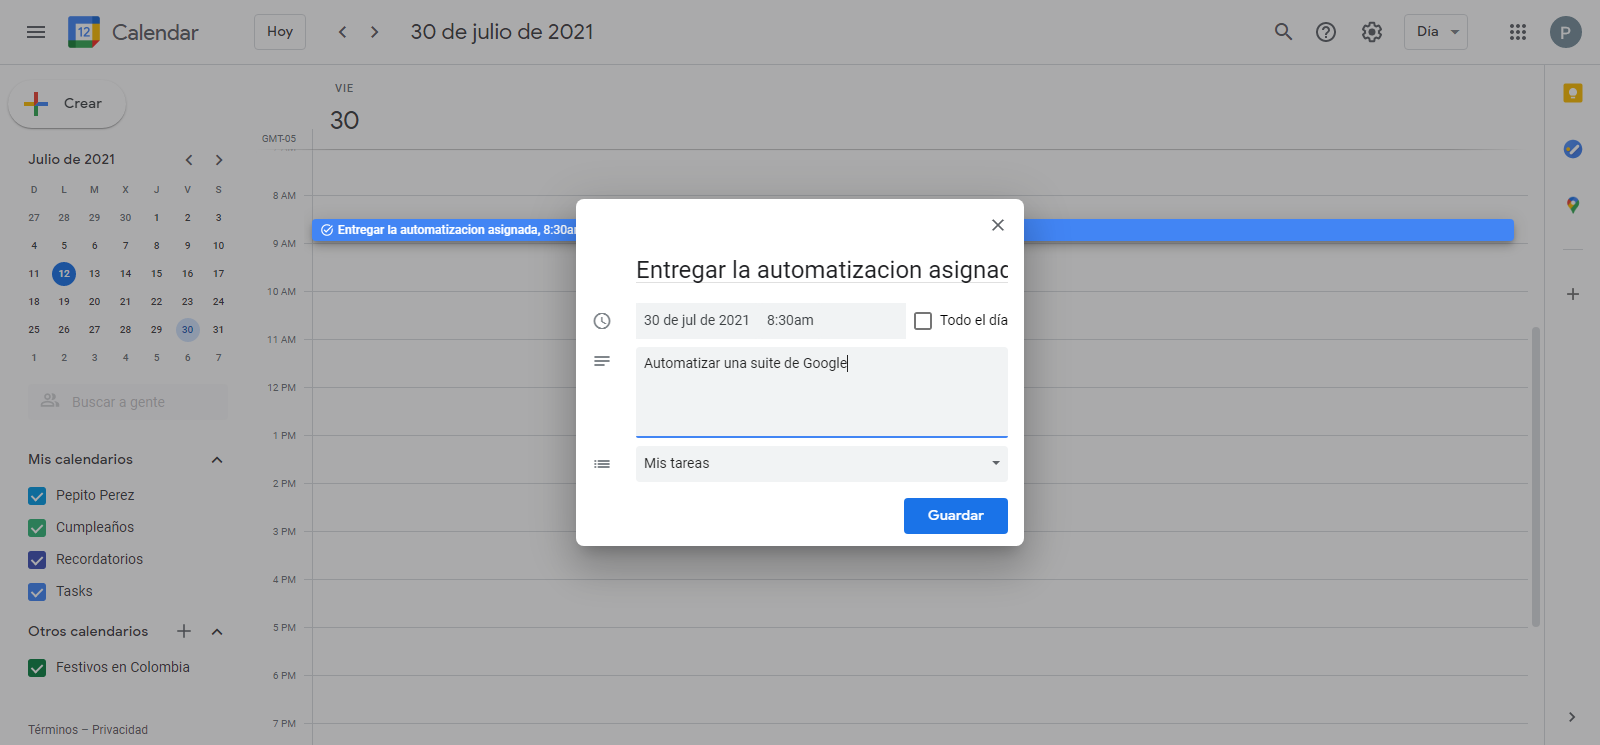 12
Calendar
Hoy
30 de julio de 2021
Día
P
Crear
VIE
30
GMT-05
Julio de 2021
D L M X J V S
27 28 29 30 1 2 3
4 5 6 7 8 9 10
11 12 13 14 15 16 17
18 19 20 21 22 23 24
25 26 27 28 29 30 31
1 2 3 4 5 6 7
Buscar a gente
Mis calendarios
Pepito Perez
Cumpleaños
Recordatorios
Tasks
Otros calendarios
Festivos en Colombia
Términos – Privacidad
8 AM
Entregar la automatizacion asignada, 8:30a
9 AM
10 AM
11 AM
12 PM
1 PM
2 PM
3 PM
4 PM
5 PM
6 PM
7 PM
Entregar la automatizacion asignad
30 de jul de 2021 8:30am
Todo el día
Automatizar una suite de Google
Mis tareas
Guardar